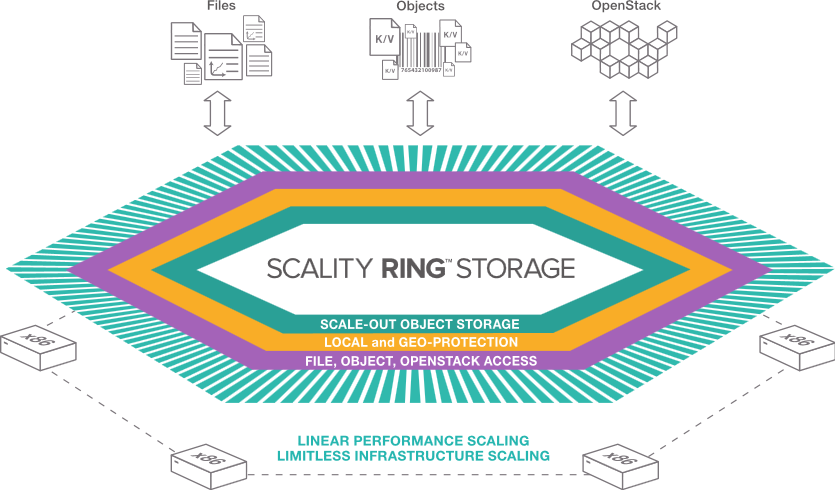 Files
Objects
OpenStack
K/V
K/V
K/V
K/V
K/V
K/V
765432100987
SCALITY RING™ STORAGE
SCALE-OUT OBJECT STORAGE
LOCAL and GEO-PROTECTION
FILE, OBJECT, OPENSTACK ACCESS
x86
x86
x86
x86
LINEAR PERFORMANCE SCALING
LIMITLESS INFRASTRUCTURE SCALING